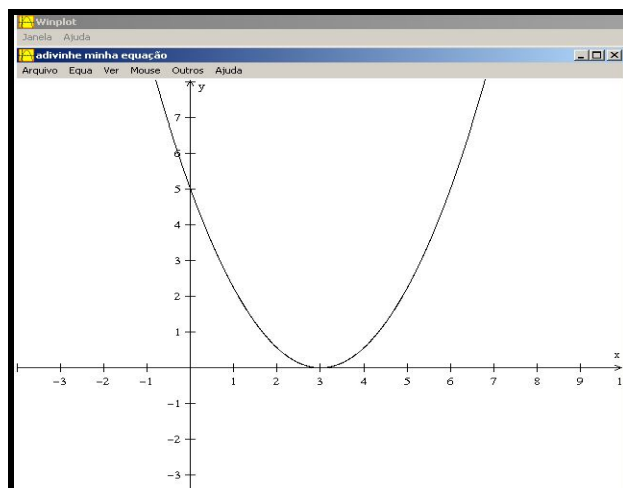 Winplot
Janela Ajuda
adivinhe minha equação
Arquivo Equa Ver Mouse Outros Ajuda
y
7
6
5
4
3
2
1
x
-3 -2 -1 1 2 3 4 5 6 7 8 9 1
-1
-2
-3